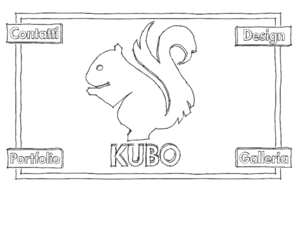 Contatti
Design
KUBO
Portfolio
Galleria